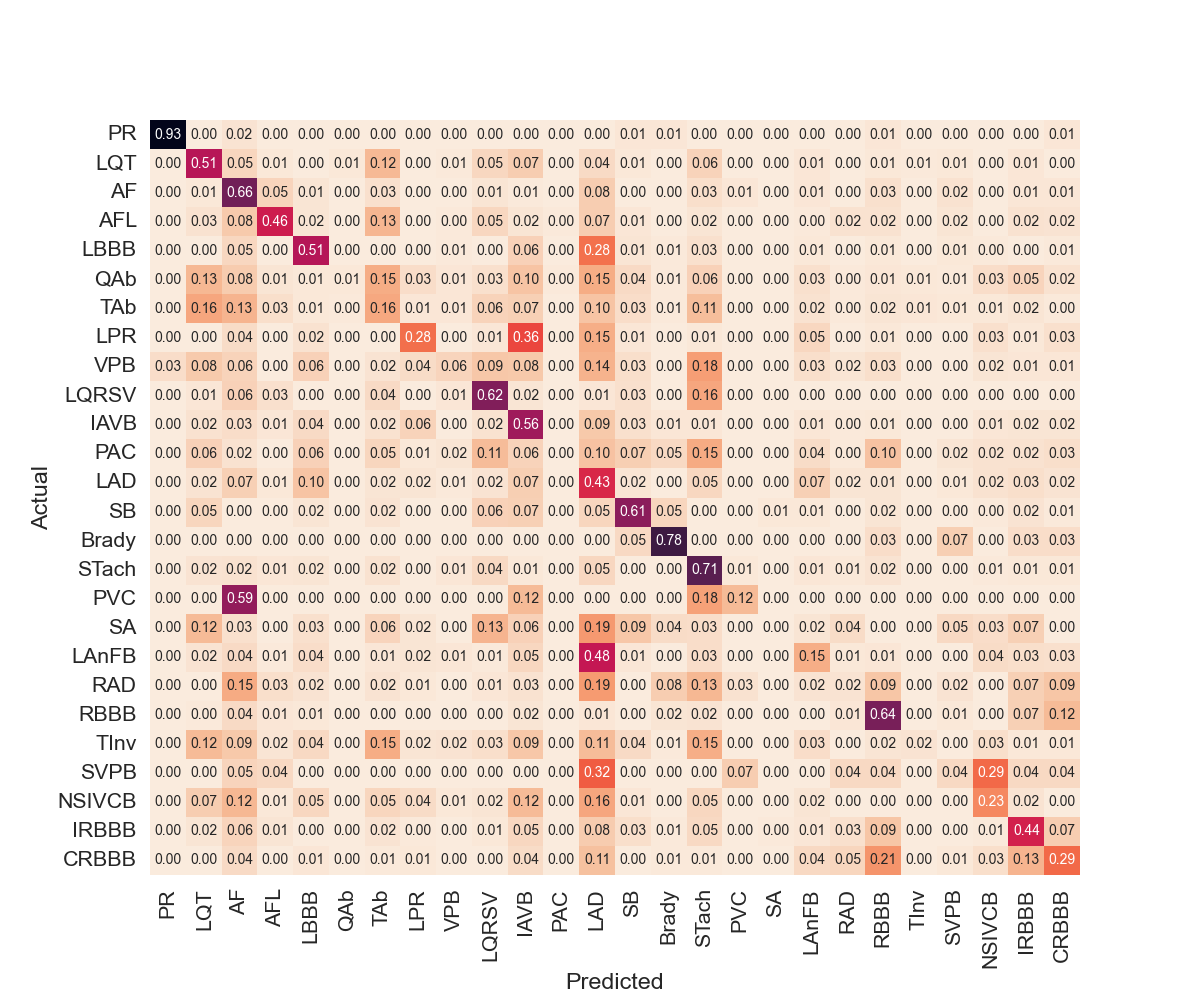 PR 0.93 0.00 0.02 0.00 0.00 0.00 0.00 0.00 0.00 0.00 0.00 0.00 0.00 0.01 0.01 0.00 0.00 0.00 0.00 0.00 0.01 0.00 0.00 0.00 0.00 0.01
LQT 0.00 0.51 0.05 0.01 0.00 0.01 0.12 0.00 0.01 0.05 0.07 0.00 0.04 0.01 0.00 0.06 0.00 0.00 0.01 0.00 0.01 0.01 0.01 0.00 0.01 0.00
AF 0.00 0.01 0.66 0.05 0.01 0.00 0.03 0.00 0.00 0.01 0.01 0.00 0.08 0.00 0.00 0.03 0.01 0.00 0.01 0.00 0.03 0.00 0.02 0.00 0.01 0.01
AFL 0.00 0.03 0.08 0.46 0.02 0.00 0.13 0.00 0.00 0.05 0.02 0.00 0.07 0.01 0.00 0.02 0.00 0.00 0.00 0.02 0.02 0.00 0.02 0.00 0.02 0.02
LBBB 0.00 0.00 0.05 0.00 0.51 0.00 0.00 0.00 0.01 0.00 0.06 0.00 0.28 0.01 0.01 0.03 0.00 0.00 0.01 0.00 0.01 0.00 0.01 0.00 0.00 0.01
QAb 0.00 0.13 0.08 0.01 0.01 0.01 0.15 0.03 0.01 0.03 0.10 0.00 0.15 0.04 0.01 0.06 0.00 0.00 0.03 0.00 0.01 0.01 0.01 0.03 0.05 0.02
TAb 0.00 0.16 0.13 0.03 0.01 0.00 0.16 0.01 0.01 0.06 0.07 0.00 0.10 0.03 0.01 0.11 0.00 0.00 0.02 0.00 0.02 0.01 0.01 0.01 0.02 0.00
LPR 0.00 0.00 0.04 0.00 0.02 0.00 0.00 0.28 0.00 0.01 0.36 0.00 0.15 0.01 0.00 0.01 0.00 0.00 0.05 0.00 0.01 0.00 0.00 0.03 0.01 0.03
VPB 0.03 0.08 0.06 0.00 0.06 0.00 0.02 0.04 0.06 0.09 0.08 0.00 0.14 0.03 0.00 0.18 0.00 0.00 0.03 0.02 0.03 0.00 0.00 0.02 0.01 0.01
LQRSV 0.00 0.01 0.06 0.03 0.00 0.00 0.04 0.00 0.01 0.62 0.02 0.00 0.01 0.03 0.00 0.16 0.00 0.00 0.00 0.00 0.00 0.00 0.00 0.00 0.00 0.00
IAVB 0.00 0.02 0.03 0.01 0.04 0.00 0.02 0.06 0.00 0.02 0.56 0.00 0.09 0.03 0.01 0.01 0.00 0.00 0.01 0.00 0.01 0.00 0.00 0.01 0.02 0.02
PAC 0.00 0.06 0.02 0.00 0.06 0.00 0.05 0.01 0.02 0.11 0.06 0.00 0.10 0.07 0.05 0.15 0.00 0.00 0.04 0.00 0.10 0.00 0.02 0.02 0.02 0.03
LAD 0.00 0.02 0.07 0.01 0.10 0.00 0.02 0.02 0.01 0.02 0.07 0.00 0.43 0.02 0.00 0.05 0.00 0.00 0.07 0.02 0.01 0.00 0.01 0.02 0.03 0.02
SB 0.00 0.05 0.00 0.00 0.02 0.00 0.02 0.00 0.00 0.06 0.07 0.00 0.05 0.61 0.05 0.00 0.00 0.01 0.01 0.00 0.02 0.00 0.00 0.00 0.02 0.01
Brady 0.00 0.00 0.00 0.00 0.00 0.00 0.00 0.00 0.00 0.00 0.00 0.00 0.00 0.05 0.78 0.00 0.00 0.00 0.00 0.00 0.03 0.00 0.07 0.00 0.03 0.03
STach 0.00 0.02 0.02 0.01 0.02 0.00 0.02 0.00 0.01 0.04 0.01 0.00 0.05 0.00 0.00 0.71 0.01 0.00 0.01 0.01 0.02 0.00 0.00 0.01 0.01 0.01
PVC 0.00 0.00 0.59 0.00 0.00 0.00 0.00 0.00 0.00 0.00 0.12 0.00 0.00 0.00 0.00 0.18 0.12 0.00 0.00 0.00 0.00 0.00 0.00 0.00 0.00 0.00
SA 0.00 0.12 0.03 0.00 0.03 0.00 0.06 0.02 0.00 0.13 0.06 0.00 0.19 0.09 0.04 0.03 0.00 0.00 0.02 0.04 0.00 0.00 0.05 0.03 0.07 0.00
LAnFB 0.00 0.02 0.04 0.01 0.04 0.00 0.01 0.02 0.01 0.01 0.05 0.00 0.48 0.01 0.00 0.03 0.00 0.00 0.15 0.01 0.01 0.00 0.00 0.04 0.03 0.03
RAD 0.00 0.00 0.15 0.03 0.02 0.00 0.02 0.01 0.00 0.01 0.03 0.00 0.19 0.00 0.08 0.13 0.03 0.00 0.02 0.02 0.09 0.00 0.02 0.00 0.07 0.09
RBBB 0.00 0.00 0.04 0.01 0.01 0.00 0.00 0.00 0.00 0.00 0.02 0.00 0.01 0.00 0.02 0.02 0.00 0.00 0.00 0.01 0.64 0.00 0.01 0.00 0.07 0.12
TInv 0.00 0.12 0.09 0.02 0.04 0.00 0.15 0.02 0.02 0.03 0.09 0.00 0.11 0.04 0.01 0.15 0.00 0.00 0.03 0.00 0.02 0.02 0.00 0.03 0.01 0.01
SVPB 0.00 0.00 0.05 0.04 0.00 0.00 0.00 0.00 0.00 0.00 0.00 0.00 0.32 0.00 0.00 0.00 0.07 0.00 0.00 0.04 0.04 0.00 0.04 0.29 0.04 0.04
NSIVCB 0.00 0.07 0.12 0.01 0.05 0.00 0.05 0.04 0.01 0.02 0.12 0.00 0.16 0.01 0.00 0.05 0.00 0.00 0.02 0.00 0.00 0.00 0.00 0.23 0.02 0.00
IRBBB 0.00 0.02 0.06 0.01 0.00 0.00 0.02 0.00 0.00 0.01 0.05 0.00 0.08 0.03 0.01 0.05 0.00 0.00 0.01 0.03 0.09 0.00 0.00 0.01 0.44 0.07
CRBBB 0.00 0.00 0.04 0.00 0.01 0.00 0.01 0.01 0.00 0.00 0.04 0.00 0.11 0.00 0.01 0.01 0.00 0.00 0.04 0.05 0.21 0.00 0.01 0.03 0.13 0.29
PR LQT AF AFL LBBB QAb TAb LPR VPB LQRSV IAVB PAC LAD SB Brady STach PVC SA LAnFB RAD RBBB TInv SVPB NSIVCB IRBBB CRBBB
Predicted
Actual